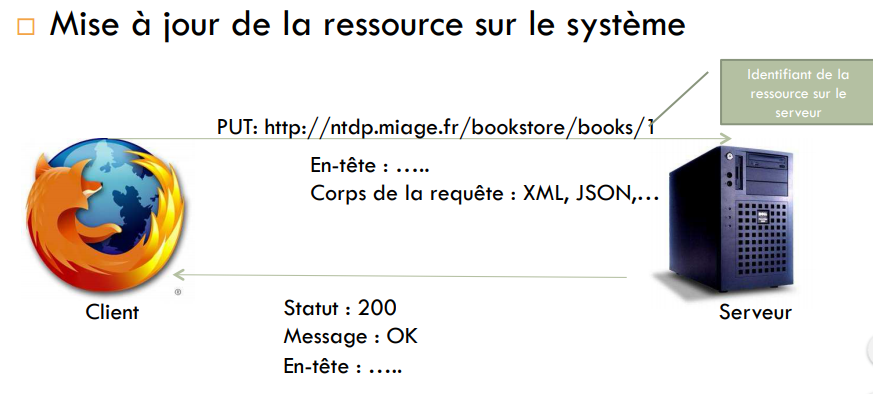 Mise à jour de la ressource sur le système
Identifiant de la
ressource sur le
serveur
PUT: http://ntdp.miage.fr/bookstore/books/1
En-tête : …..
Corps de la requête : XML, JSON,…
Client
Statut : 200
Message : OK
En-tête : …..
Serveur